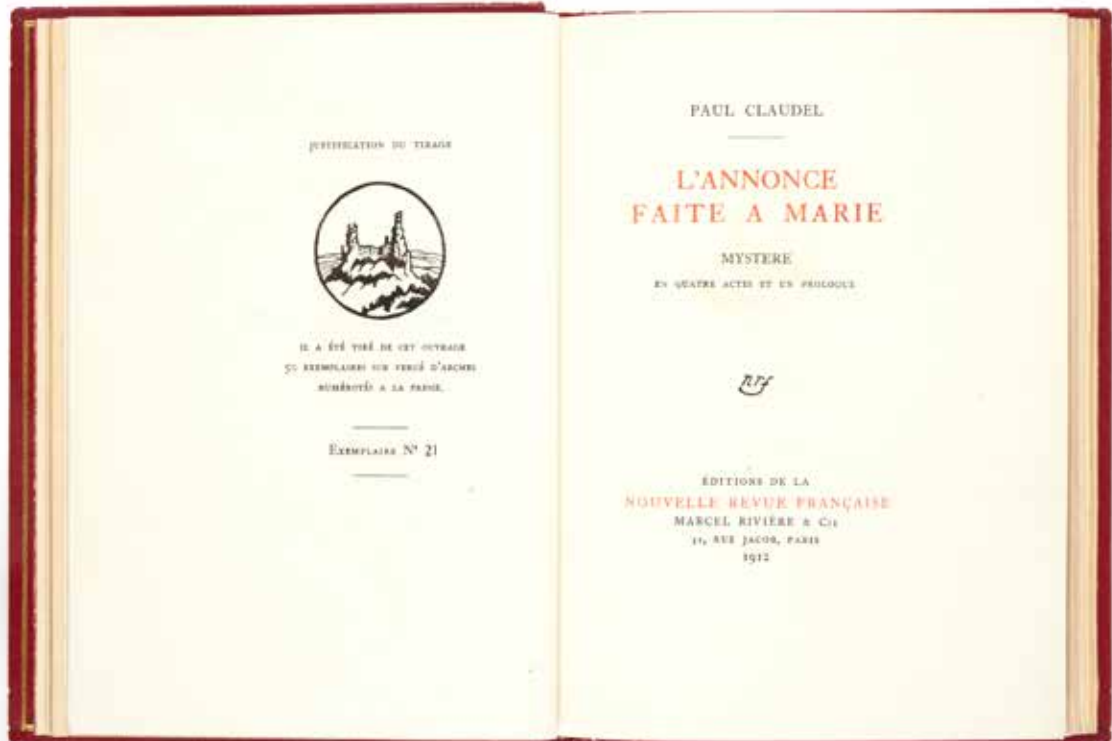 JUSTIFICATION DU TIRAGE
IL A ÉTÉ TIRÉ DE CET OUVRAGE
EXEMPLAIRES SUR VERGÉ D'ARCHES
NUMÉROTÉS A LA PRESSE.
EXEMPLAIRE N° 21
PAUL CLAUDEL
L'ANNONCE
FAITE A MARIE
MYSTERE
EN QUATRE ACTES ET UN PROLOGUE
nrf
ÉDITIONS DE LA
NOUVELLE REVUE FRANÇAISE
MARCEL RIVIÈRE & Cie
31, RUE JACOB, PARIS
1912